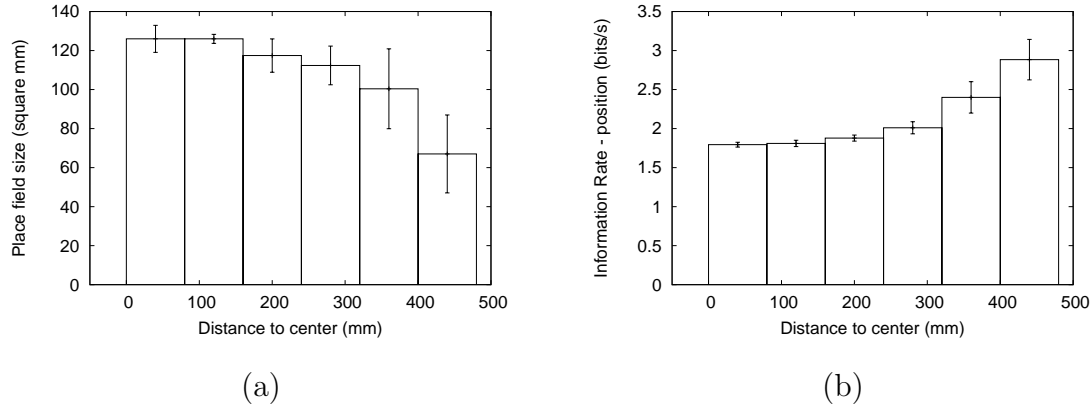 Place field size (square mm)
140
120
100
80
60
40
20
0
0 100 200 300 400 500
Distance to center (mm)
(a)
Information Rate - position (bits/s)
3.5
3
2.5
2
1.5
1
0.5
0
0 100 200 300 400 500
Distance to center (mm)
(b)